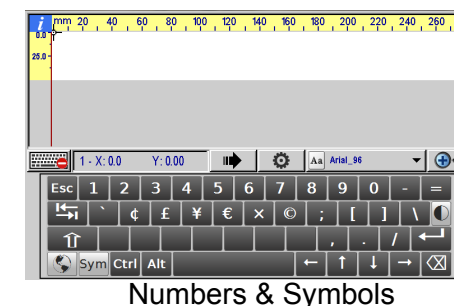 i mm 20 40 60 80 100 120 140 160 180 200 220 240 260
0.0
25.0
1 - X: 0.0 Y: 0.00 Aa Arial_96
Esc 1 2 3 4 5 6 7 8 9 0 - =
` ¢ £ ¥ € × © ; [ ] \
, . /
Sym Ctrl Alt ← ↑ ↓ →
Numbers & Symbols